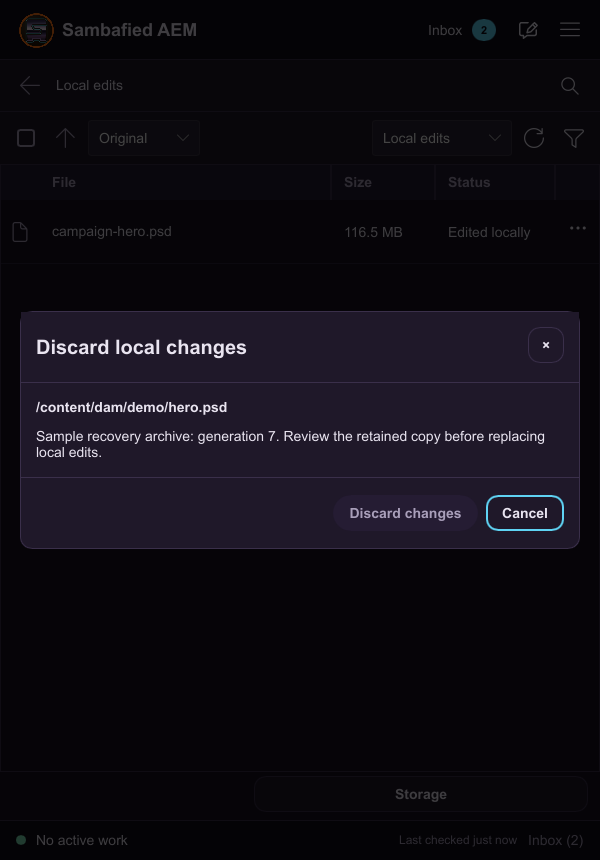 Sambafied AEM
Inbox 2
Local edits
Original
Local edits
File Size Status
campaign-hero.psd 116.5 MB Edited locally
Discard local changes
/content/dam/demo/hero.psd
Sample recovery archive: generation 7. Review the retained copy before replacing
local edits.
Discard changes Cancel
Storage
No active work Last checked just now Inbox (2)